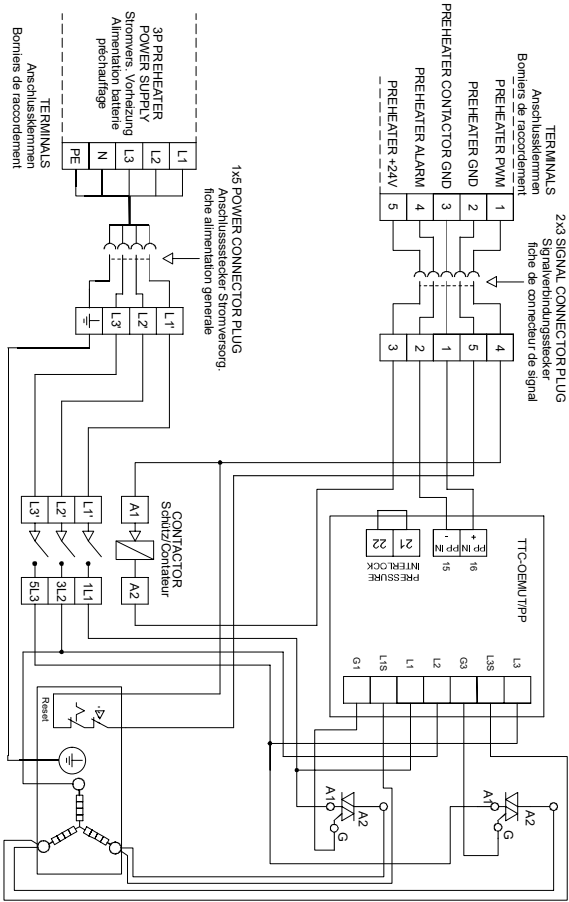 TERMINALS
Anschlussklemmen
Borniers de raccordement
PREHEATER PWM
PREHEATER GND
PREHEATER CONTACTOR GND
PREHEATER ALARM
PREHEATER +24V
1
2
3
4
5
2x3 SIGNAL CONNECTOR PLUG
Signalverbindungsstecker
fiche de connecteur de signal
4
5
1
2
3
TTC-OEMUT/PP
+
PP IN
16
-
PP IN
15
21
22
PRESSURE
INTERLOCK
L3
L3S
G3
L2
L1
L1S
G1
A1
A2
G
A1
A2
G
3P PREHEATER
POWER SUPPLY
Stromvers. Vorheizung
Alimentation batterie
préchauffage
L1
L2
L3
N
PE
TERMINALS
Anschlussklemmen
Borniers de raccordement
1x5 POWER CONNECTOR PLUG
Anschlussstecker Stromversorg.
fiche alimentation generale
L1'
L2'
L3'
CONTACTOR
Schütz/Contateur
A1
A2
L1'
L2'
L3'
1L1
3L2
5L3
Reset